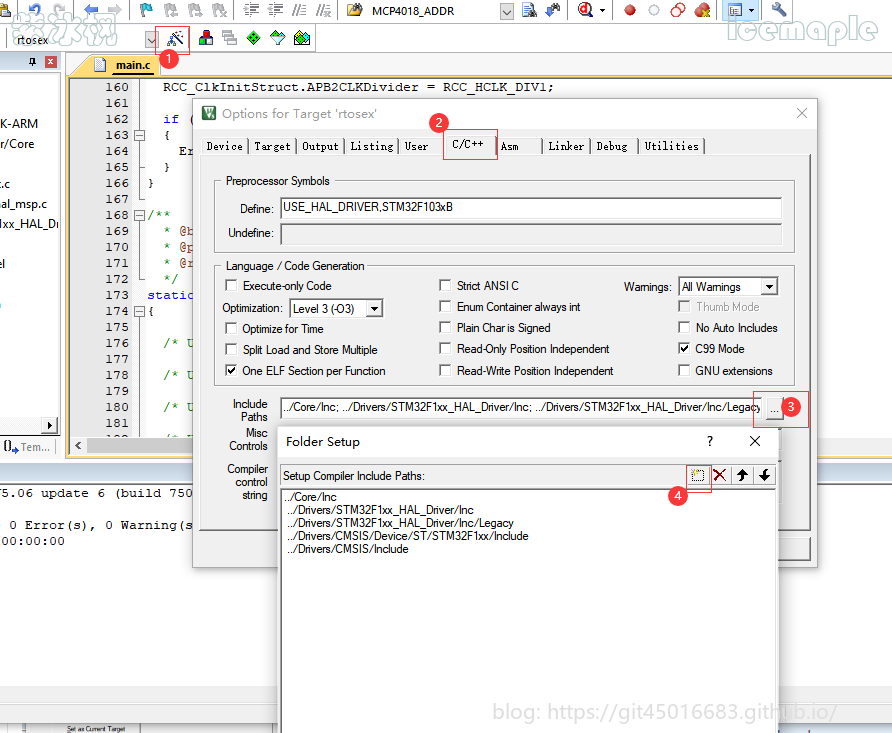 MCP4018_ADDR
icemaple
rtosex
1
main.c
160 RCC_ClkInitStruct.APB2CLKDivider = RCC_HCLK_DIV1;
161
162 if (
163 {
164 Er
165 }
166 }
167
168 /**
169 * @b
170 * @p
171 * @r
172 */
173 static
174 {
175
176 /* U
177
178 /* U
179
180 /* U
181
K-ARM
r/Core
t.c
al_msp.c
1xx_HAL_Dr
el
{}→ Tem...
Options for Target 'rtosex'
2
Device Target Output Listing User C/C++ Asm Linker Debug Utilities
Preprocessor Symbols
Define: USE_HAL_DRIVER,STM32F103xB
Undefine:
Language / Code Generation
Execute-only Code Strict ANSI C Warnings: All Warnings
Optimization: Level 3 (-O3) Enum Container always int Thumb Mode
Optimize for Time Plain Char is Signed No Auto Includes
Split Load and Store Multiple Read-Only Position Independent C99 Mode
One ELF Section per Function Read-Write Position Independent GNU extensions
Include Paths ../Core/Inc; ../Drivers/STM32F1xx_HAL_Driver/Inc; ../Drivers/STM32F1xx_HAL_Driver/Inc/Legacy ... 3
Misc Controls
Compiler control string
Folder Setup ?
Setup Compiler Include Paths:
4
../Core/Inc
../Drivers/STM32F1xx_HAL_Driver/Inc
../Drivers/STM32F1xx_HAL_Driver/Inc/Legacy
../Drivers/CMSIS/Device/ST/STM32F1xx/Include
../Drivers/CMSIS/Include
5.06 update 6 (build 750
0 Error(s), 0 Warning(s
00:00:00
blog: https://git45016683.github.io/
Set as Current Target